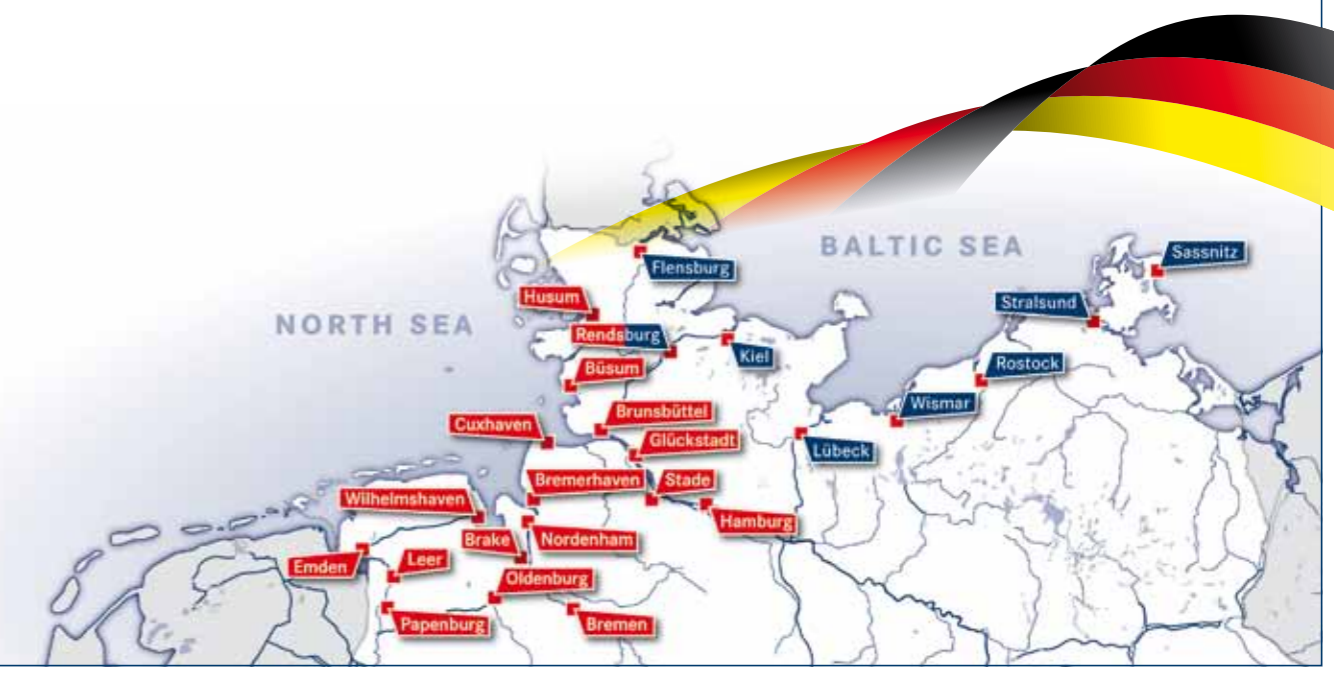 BALTIC SEA
Sassnitz
Flensburg
Husum
Stralsund
NORTH SEA
Rendsburg
Kiel
Rostock
Büsum
Wismar
Brunsbüttel
Cuxhaven
Glückstadt
Lübeck
Bremerhaven
Stade
Wilhelmshaven
Hamburg
Brake
Nordenham
Leer
Emden
Oldenburg
Papenburg
Bremen